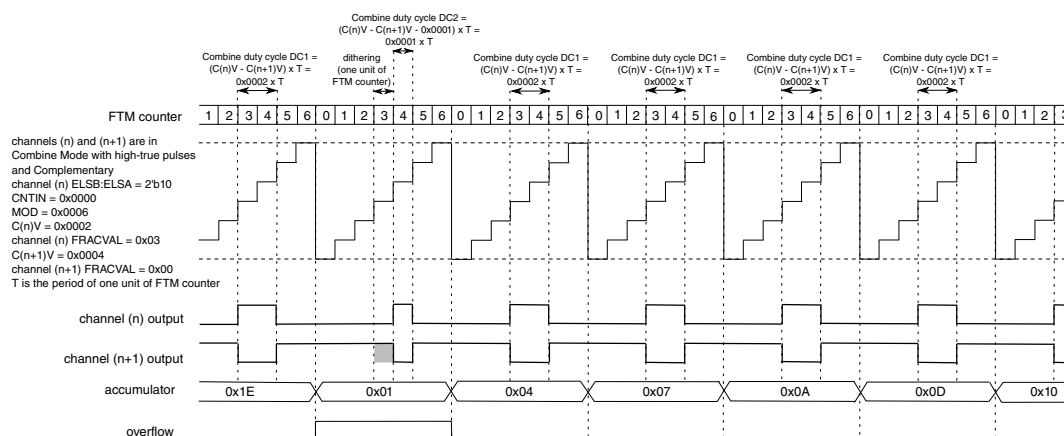 Combine duty cycle DC2 =
(C(n)V - C(n+1)V - 0x0001) x T =
0x0001 x T
Combine duty cycle DC1 =
(C(n)V - C(n+1)V) x T =
0x0002 x T
dithering
(one unit of
FTM counter)
Combine duty cycle DC1 =
(C(n)V - C(n+1)V) x T =
0x0002 x T
Combine duty cycle DC1 =
(C(n)V - C(n+1)V) x T =
0x0002 x T
Combine duty cycle DC1 =
(C(n)V - C(n+1)V) x T =
0x0002 x T
Combine duty cycle DC1 =
(C(n)V - C(n+1)V) x T =
0x0002 x T
FTM counter 1 2 3 4 5 6 0 1 2 3 4 5 6 0 1 2 3 4 5 6 0 1 2 3 4 5 6 0 1 2 3 4 5 6 0 1 2 3 4 5 6 0 1 2 3
channels (n) and (n+1) are in
Combine Mode with high-true pulses
and Complementary
channel (n) ELSB:ELSA = 2'b10
CNTIN = 0x0000
MOD = 0x0006
C(n)V = 0x0002
channel (n) FRACVAL = 0x03
C(n+1)V = 0x0004
channel (n+1) FRACVAL = 0x00
T is the period of one unit of FTM counter
channel (n) output
channel (n+1) output
accumulator 0x1E 0x01 0x04 0x07 0x0A 0x0D 0x10
overflow